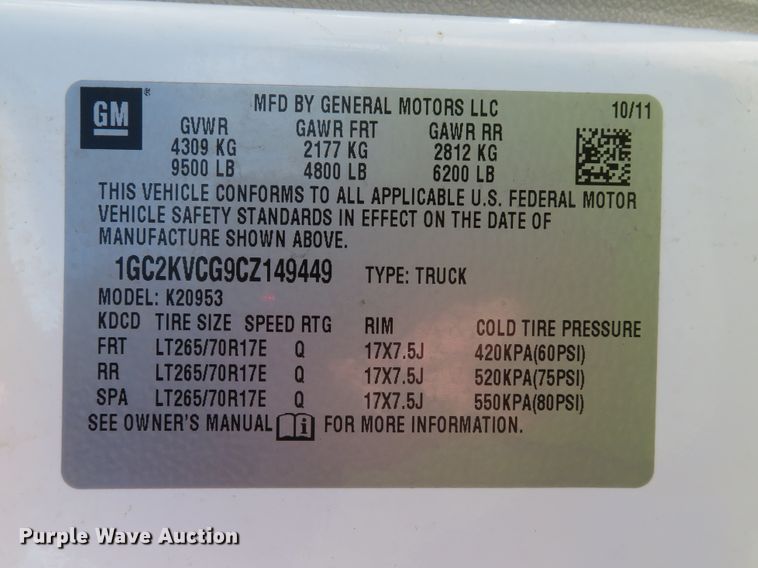 GM ® MFD BY GENERAL MOTORS LLC 10/11
GVWR GAWR FRT GAWR RR
4309 KG 2177 KG 2812 KG
9500 LB 4800 LB 6200 LB
THIS VEHICLE CONFORMS TO ALL APPLICABLE U.S. FEDERAL MOTOR
VEHICLE SAFETY STANDARDS IN EFFECT ON THE DATE OF
MANUFACTURE SHOWN ABOVE.
1GC2KVCG9CZ149449 TYPE: TRUCK
MODEL: K20953
KDCD TIRE SIZE SPEED RTG RIM COLD TIRE PRESSURE
FRT LT265/70R17E Q 17X7.5J 420KPA(60PSI)
RR LT265/70R17E Q 17X7.5J 520KPA(75PSI)
SPA LT265/70R17E Q 17X7.5J 550KPA(80PSI)
SEE OWNER'S MANUAL i FOR MORE INFORMATION.
Purple Wave Auction